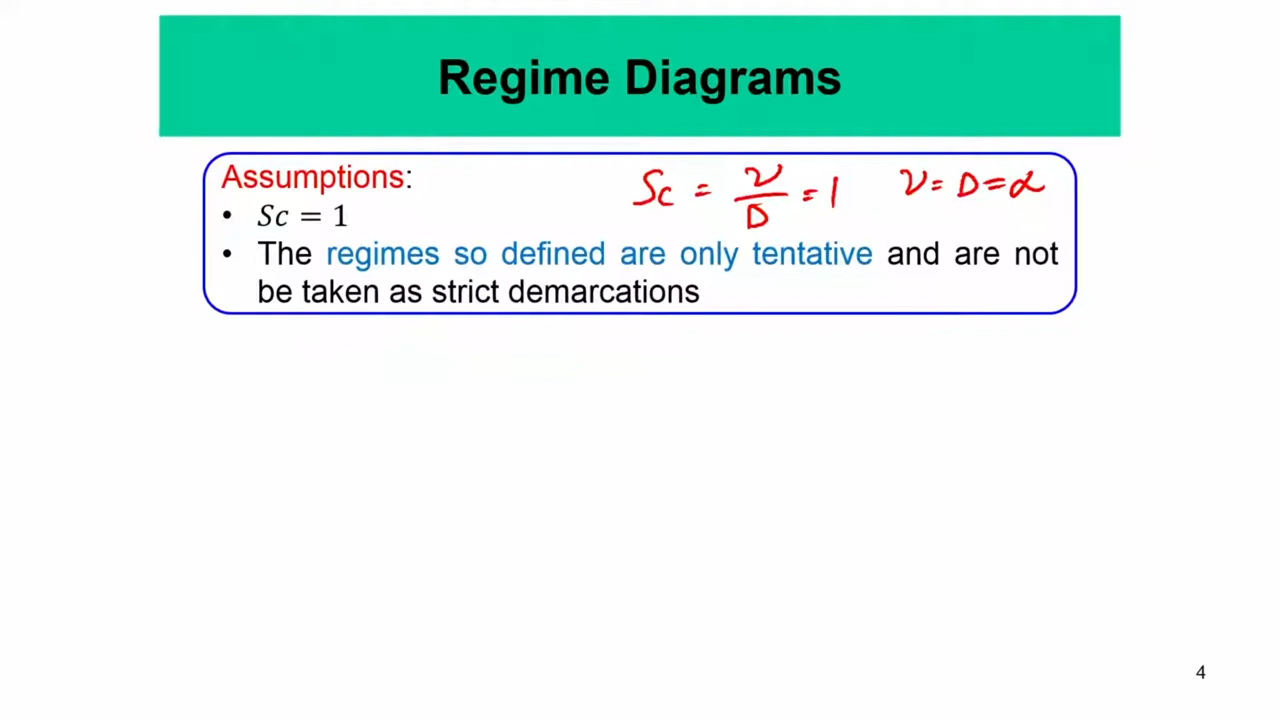 Regime Diagrams
Assumptions:
Sc = ν/D = 1   ν = D = α
• Sc = 1
• The regimes so defined are only tentative and are not
be taken as strict demarcations
4